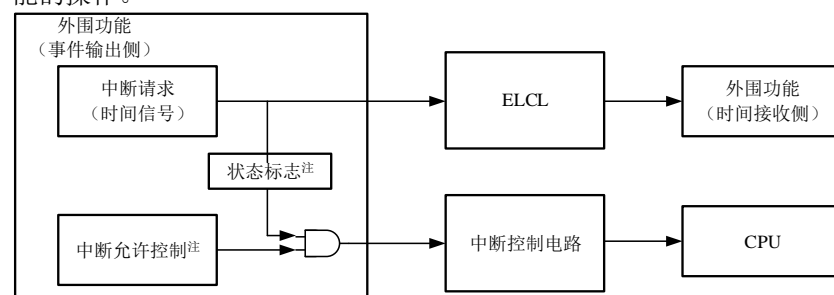 能的操作。
外围功能
（事件输出侧）
中断请求
（时间信号）
ELCL
外围功能
（时间接收侧）
状态标志注
中断允许控制注
中断控制电路
CPU